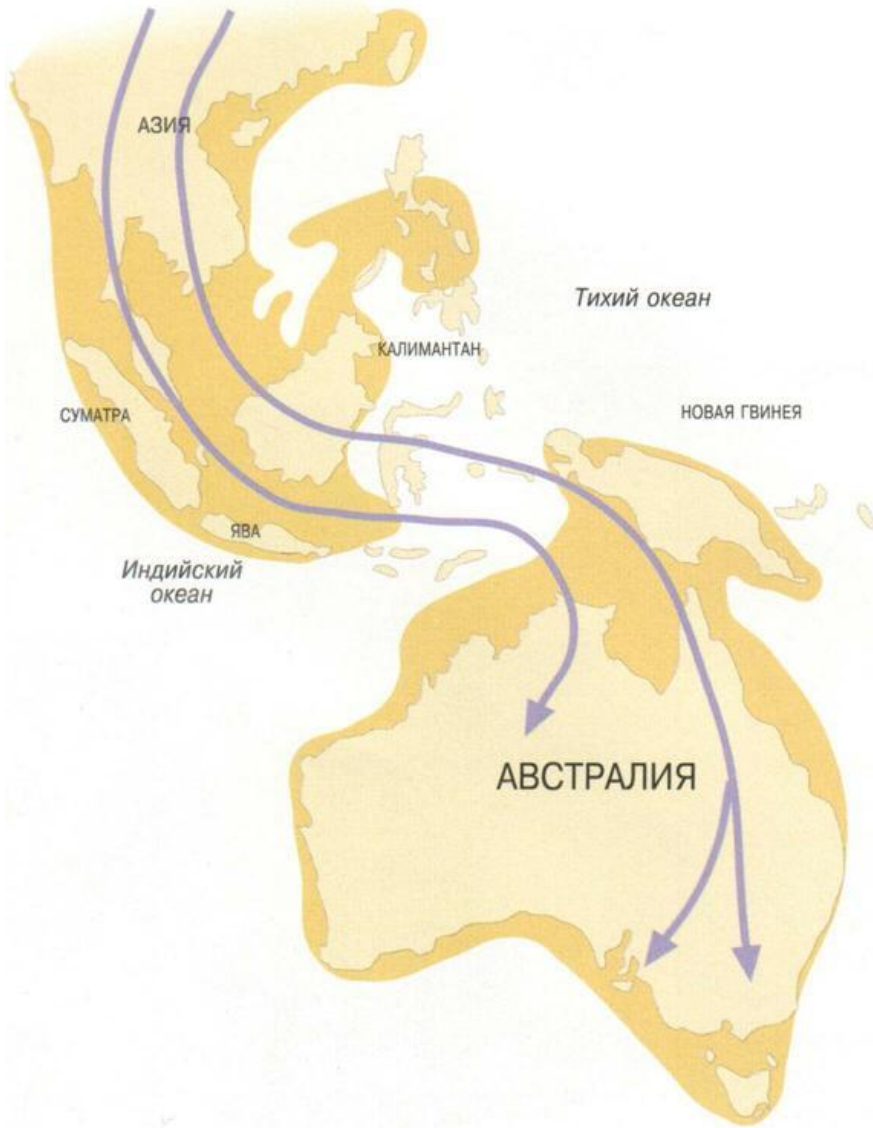 АЗИЯ
Тихий океан
КАЛИМАНТАН
СУМАТРА
НОВАЯ ГВИНЕЯ
ЯВА
Индийский
океан
АВСТРАЛИЯ